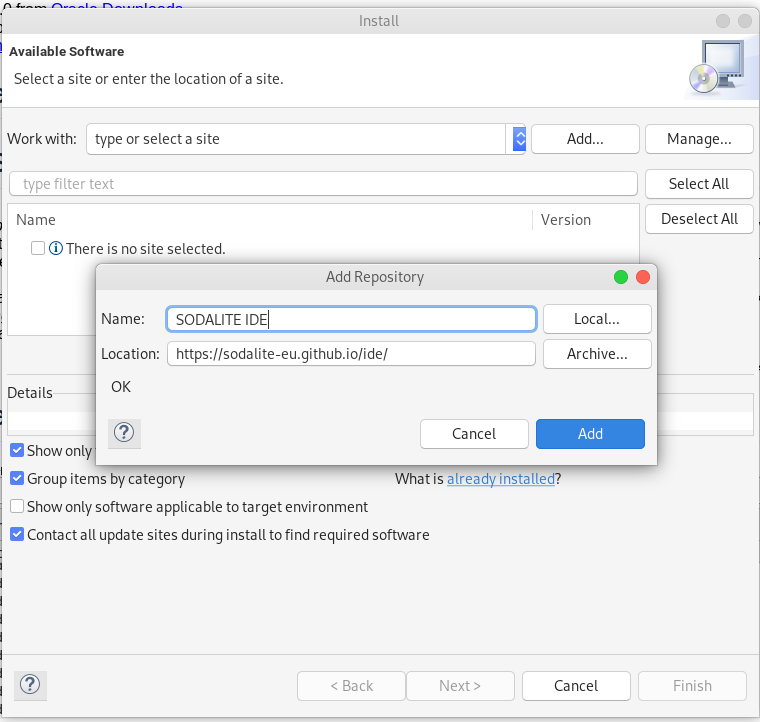 0 from Oracle Downloads
Install
Available Software
Select a site or enter the location of a site.
Work with:
type or select a site
Add...
Manage...
type filter text
Select All
Name
Version
Deselect All
There is no site selected.
Add Repository
Name:
SODALITE IDE
Local...
Location:
https://sodalite-eu.github.io/ide/
Archive...
OK
Details
Cancel
Add
Show only
Group items by category
What is already installed?
Show only software applicable to target environment
Contact all update sites during install to find required software
< Back
Next >
Cancel
Finish